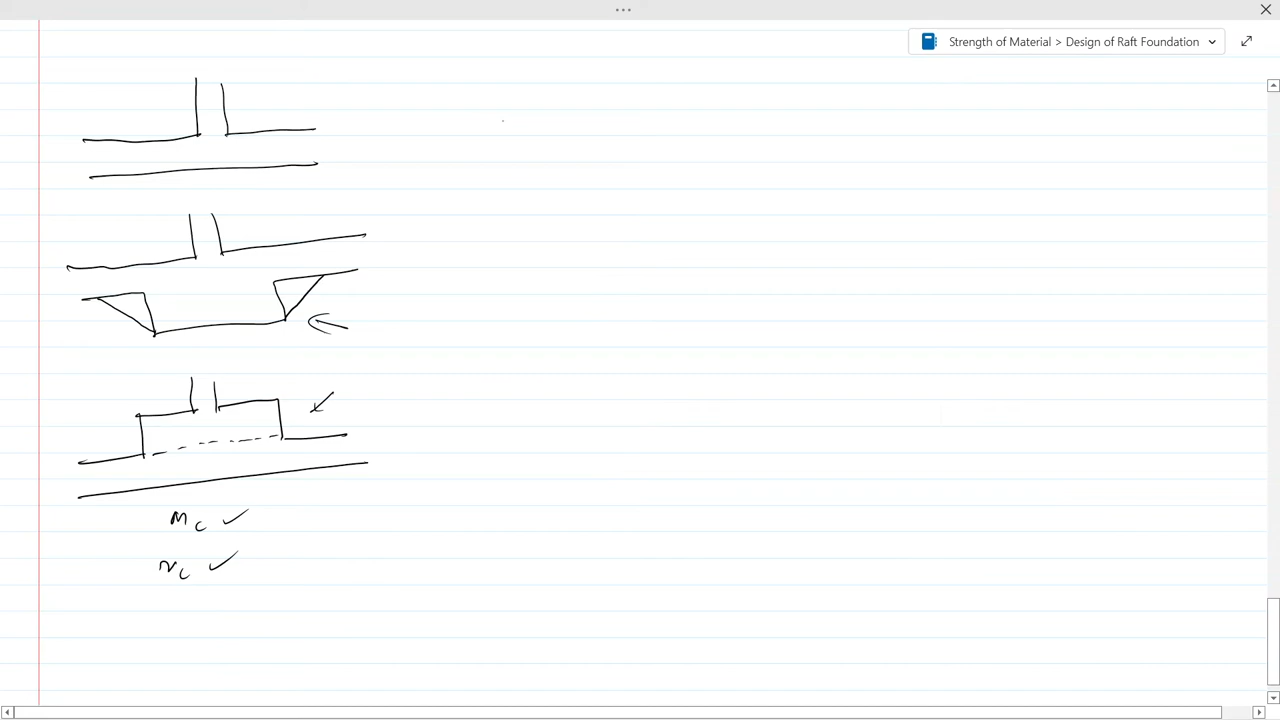 Strength of Material > Design of Raft Foundation
Mc ✓
Vc ✓